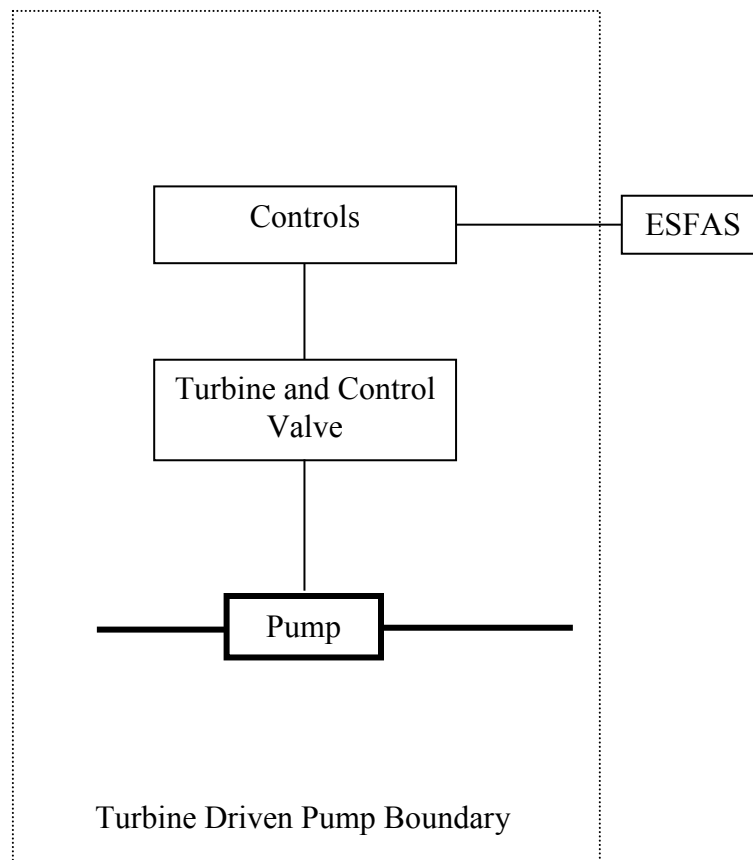 Controls
ESFAS
Turbine and Control
Valve
Pump
Turbine Driven Pump Boundary